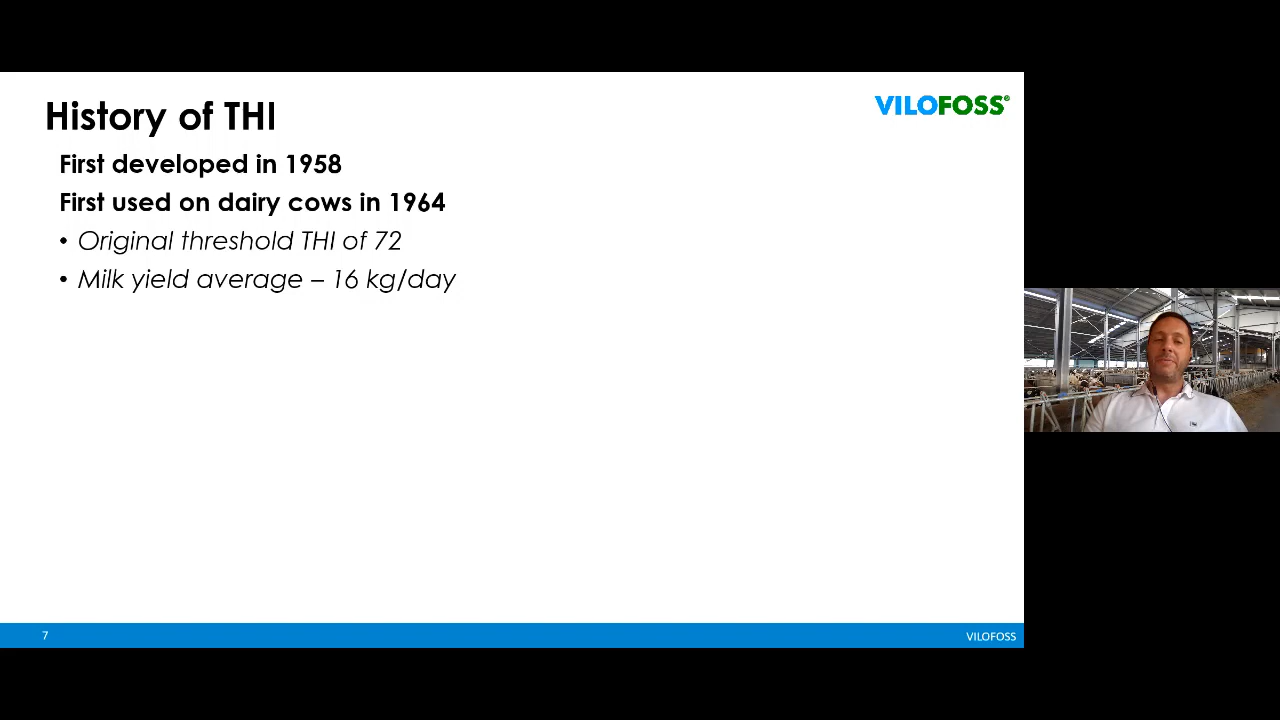 History of THI
VILOFOSS®
First developed in 1958
First used on dairy cows in 1964
• Original threshold THI of 72
• Milk yield average – 16 kg/day
7
VILOFOSS